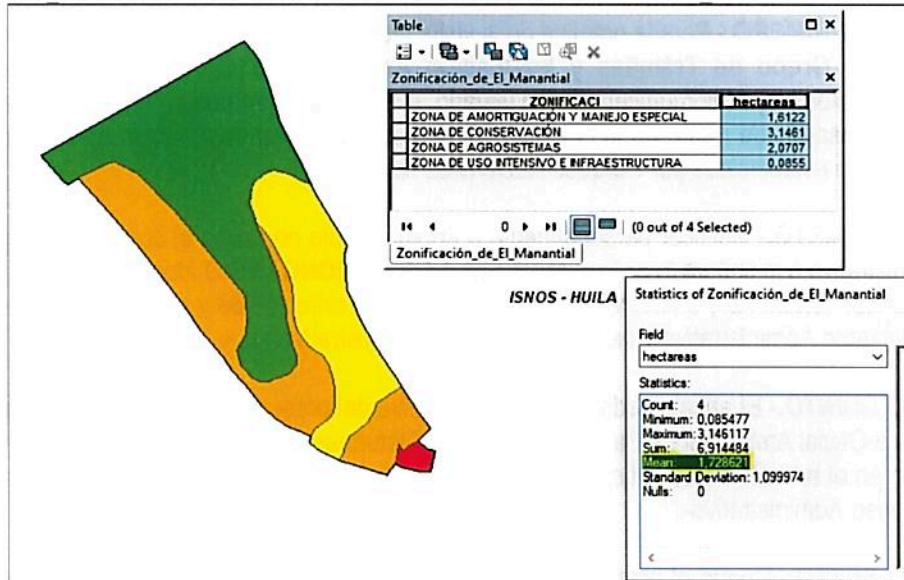 Table
Zonificación_de_El_Manantial
ZONIFICACI hectareas
ZONA DE AMORTIGUACIÓN Y MANEJO ESPECIAL 1,6122
ZONA DE CONSERVACIÓN 3,1461
ZONA DE AGROSISTEMAS 2,0707
ZONA DE USO INTENSIVO E INFRAESTRUCTURA 0,0855
0 (0 out of 4 Selected)
Zonificación_de_El_Manantial
ISNOS - HUILA
Statistics of Zonificación_de_El_Manantial
Field
hectareas
Statistics:
Count: 4
Minimum: 0,085477
Maximum: 3,146117
Sum: 6,914484
Mean: 1,728621
Standard Deviation: 1,099974
Nulls: 0